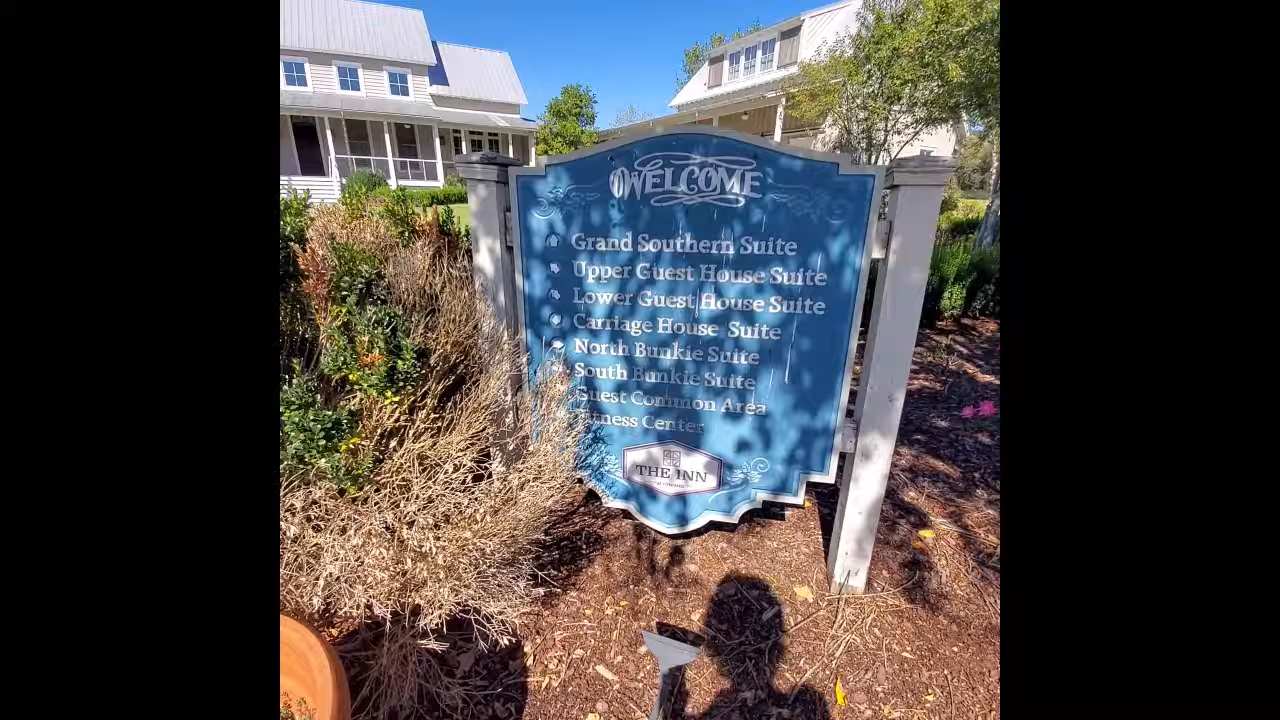 WELCOME
Grand Southern Suite
Upper Guest House Suite
Lower Guest House Suite
Carriage House Suite
North Bunkie Suite
South Bunkie Suite
Guest Common Area
Center
THE INN